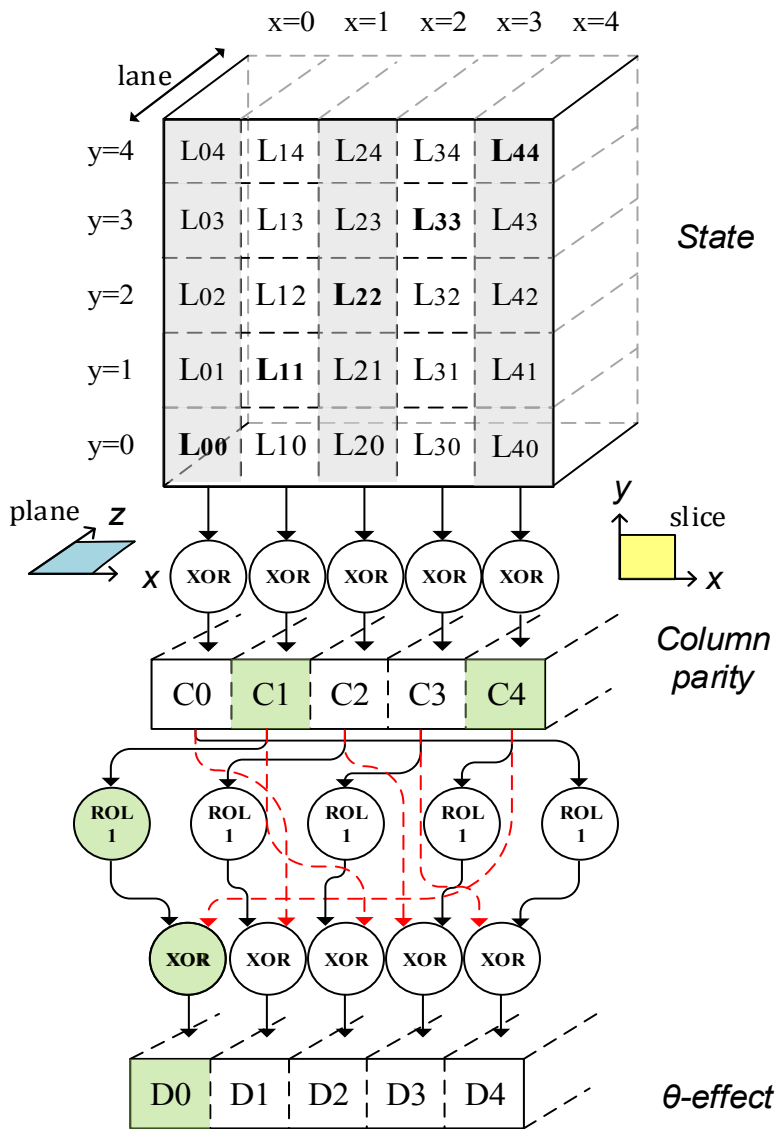 x=0 x=1 x=2 x=3 x=4
lane
y=4 L04 L14 L24 L34 L44
y=3 L03 L13 L23 L33 L43
State
y=2 L02 L12 L22 L32 L42
y=1 L01 L11 L21 L31 L41
y=0 L00 L10 L20 L30 L40
plane z x
y slice x
XOR XOR XOR XOR XOR
Column
parity
C0 C1 C2 C3 C4
ROL ROL ROL ROL ROL
1 1 1 1 1
XOR XOR XOR XOR XOR
D0 D1 D2 D3 D4
θ-effect